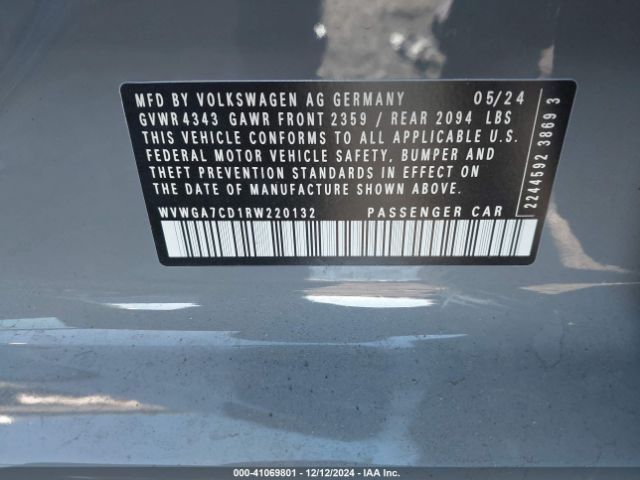 MFD BY VOLKSWAGEN AG GERMANY 05/24
GVWR 4343 GAWR FRONT 2359 / REAR 2094 LBS
THIS VEHICLE CONFORMS TO ALL APPLICABLE U.S.
FEDERAL MOTOR VEHICLE SAFETY, BUMPER AND
THEFT PREVENTION STANDARDS IN EFFECT ON
THE DATE OF MANUFACTURE SHOWN ABOVE.
WVWGA7CD1RW220132 PASSENGER CAR
2244592 3869 3
000-41069801 - 12/12/2024 - IAA Inc.